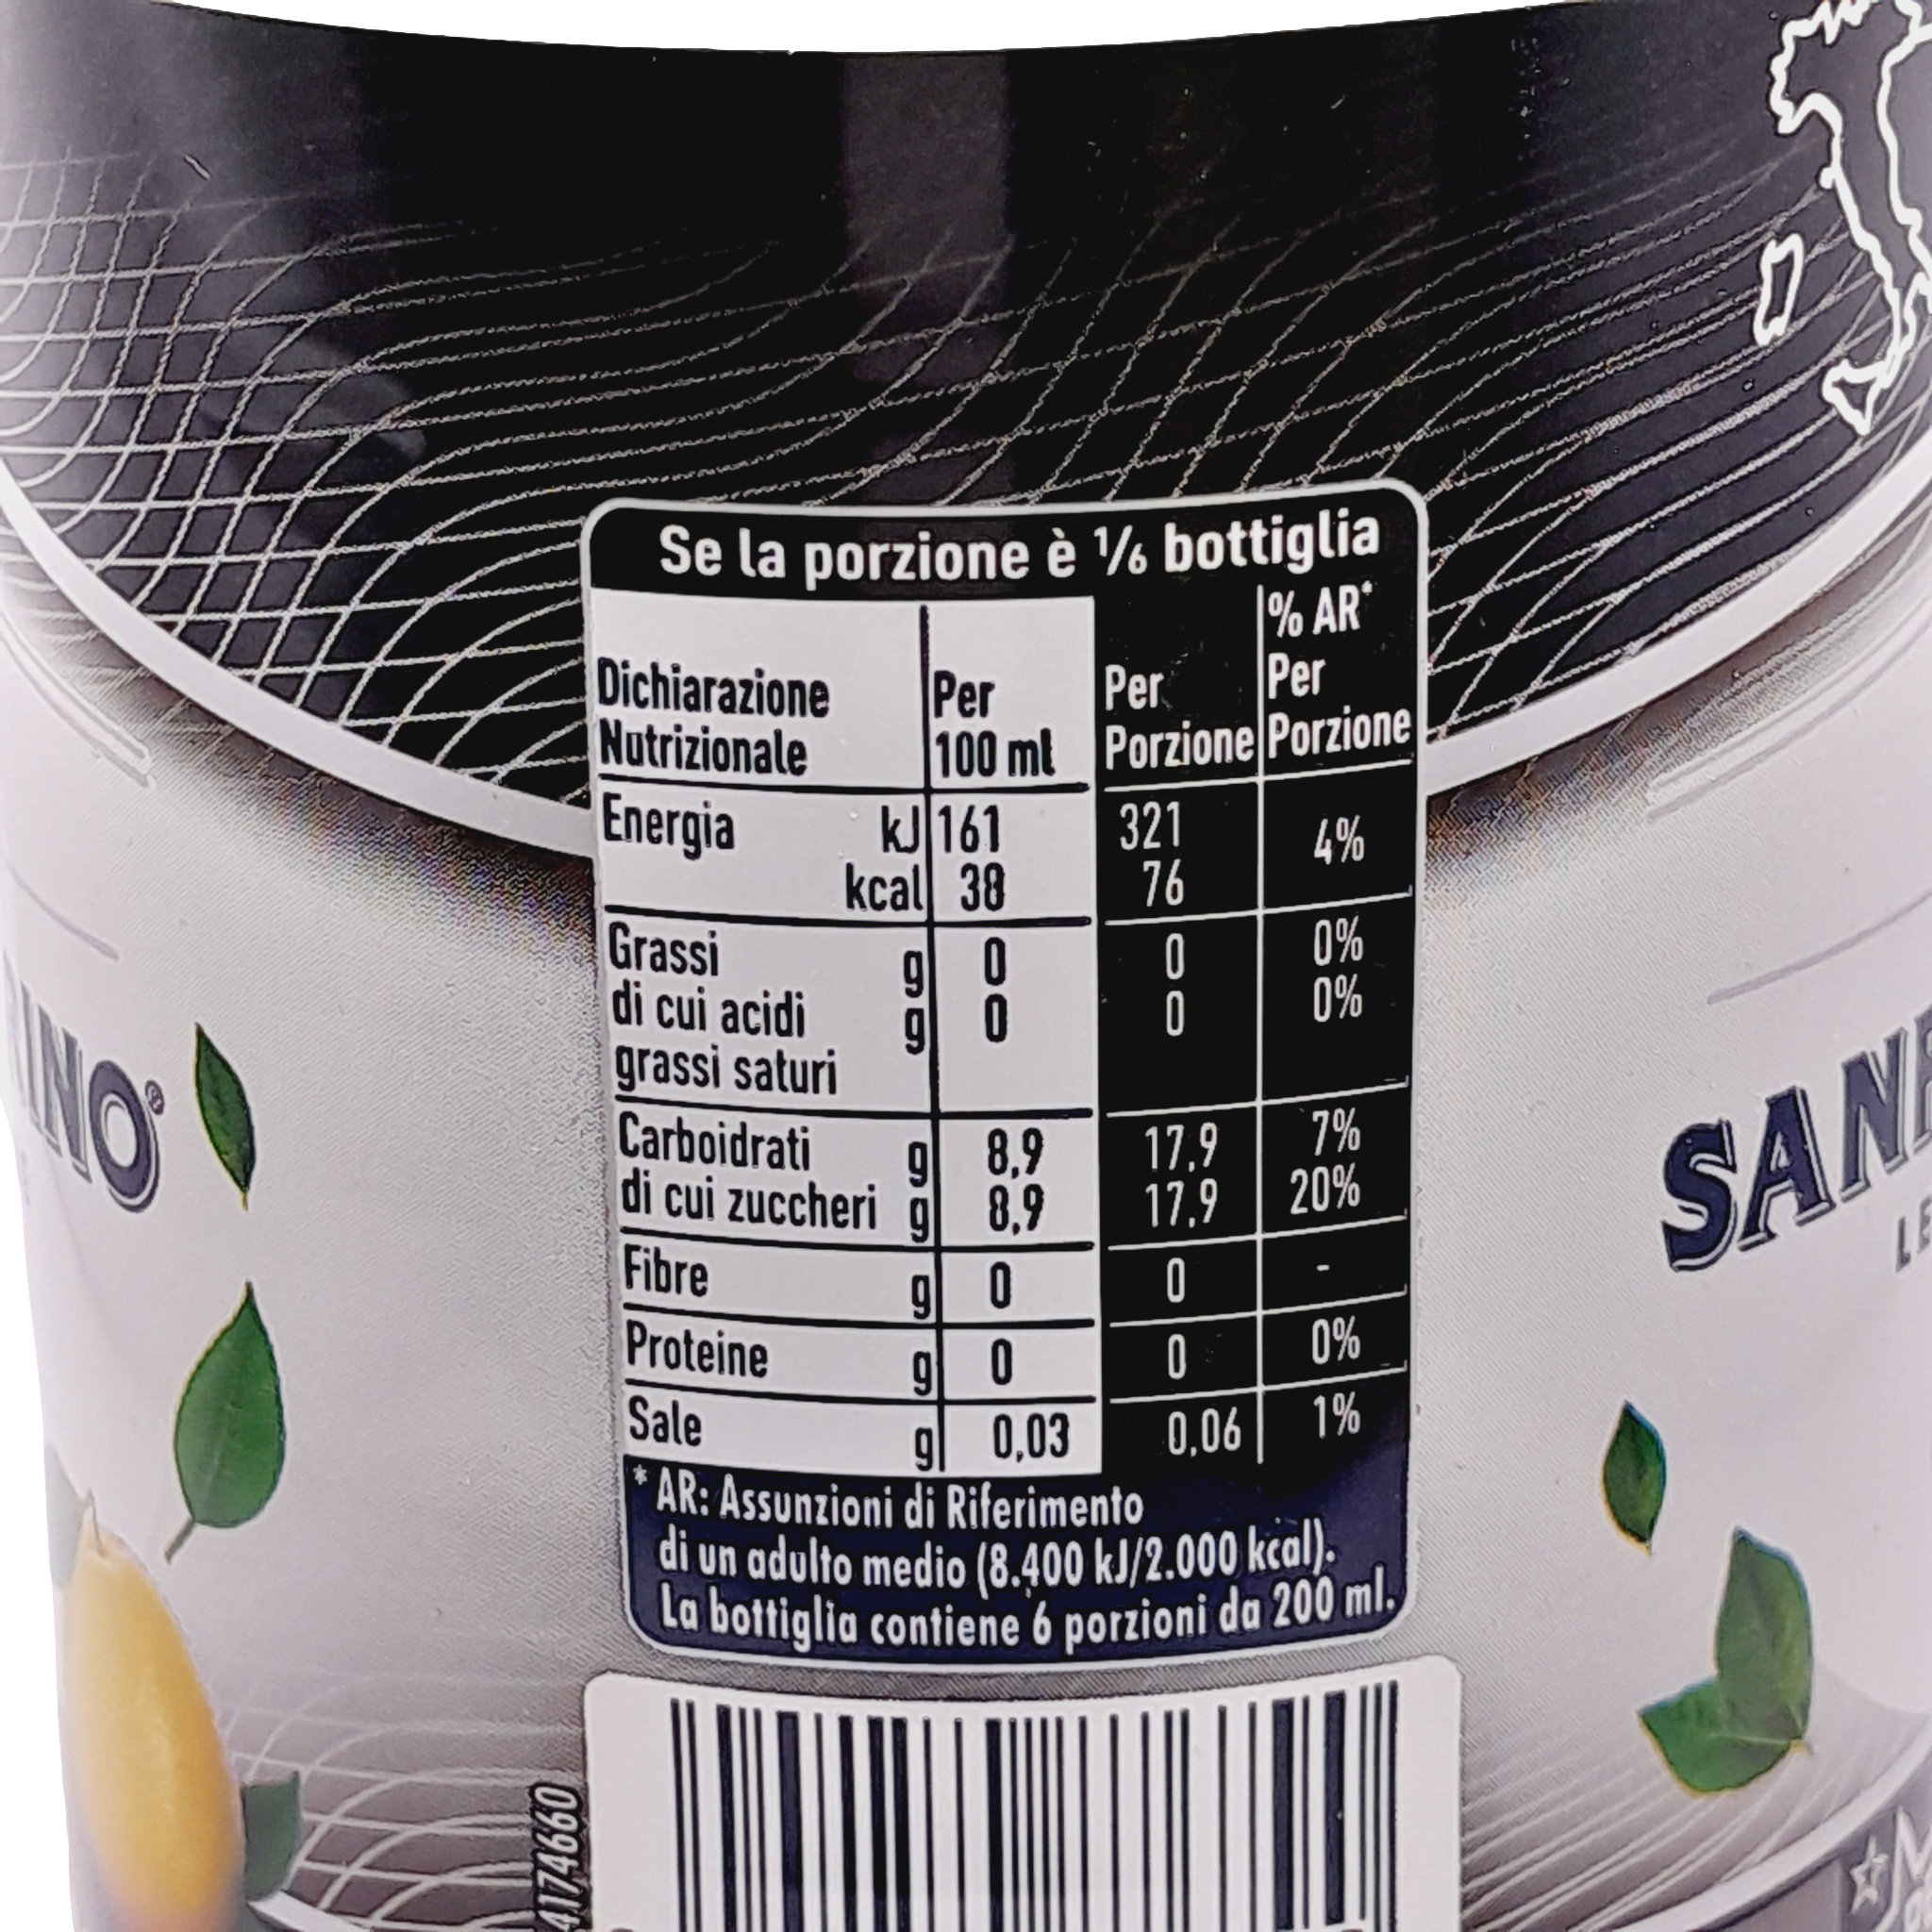 Se la porzione è 1/6 bottiglia
Dichiarazione Nutrizionale | Per 100 ml | Per Porzione | % AR* Per Porzione
Energia kJ 161 321 4%
kcal 38 76
Grassi g 0 0 0%
di cui acidi g 0 0 0%
grassi saturi
Carboidrati g 8,9 17,9 7%
di cui zuccheri g 8,9 17,9 20%
Fibre g 0 0 -
Proteine g 0 0 0%
Sale g 0,03 0,06 1%
* AR: Assunzioni di Riferimento
di un adulto medio (8.400 kJ/2.000 kcal).
La bottiglia contiene 6 porzioni da 200 ml.
44174660